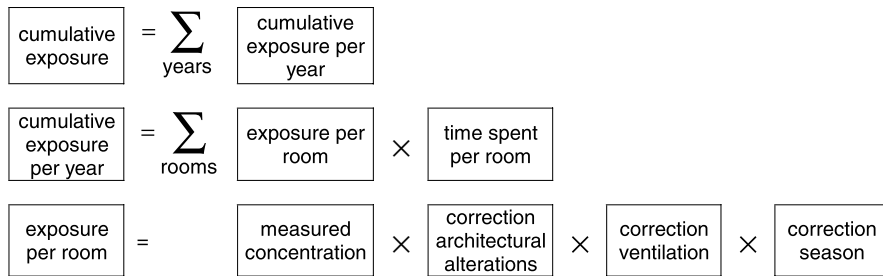 cumulative exposure = ∑ years cumulative exposure per year
cumulative exposure per year = ∑ rooms exposure per room × time spent per room
exposure per room = measured concentration × correction architectural alterations × correction ventilation × correction season